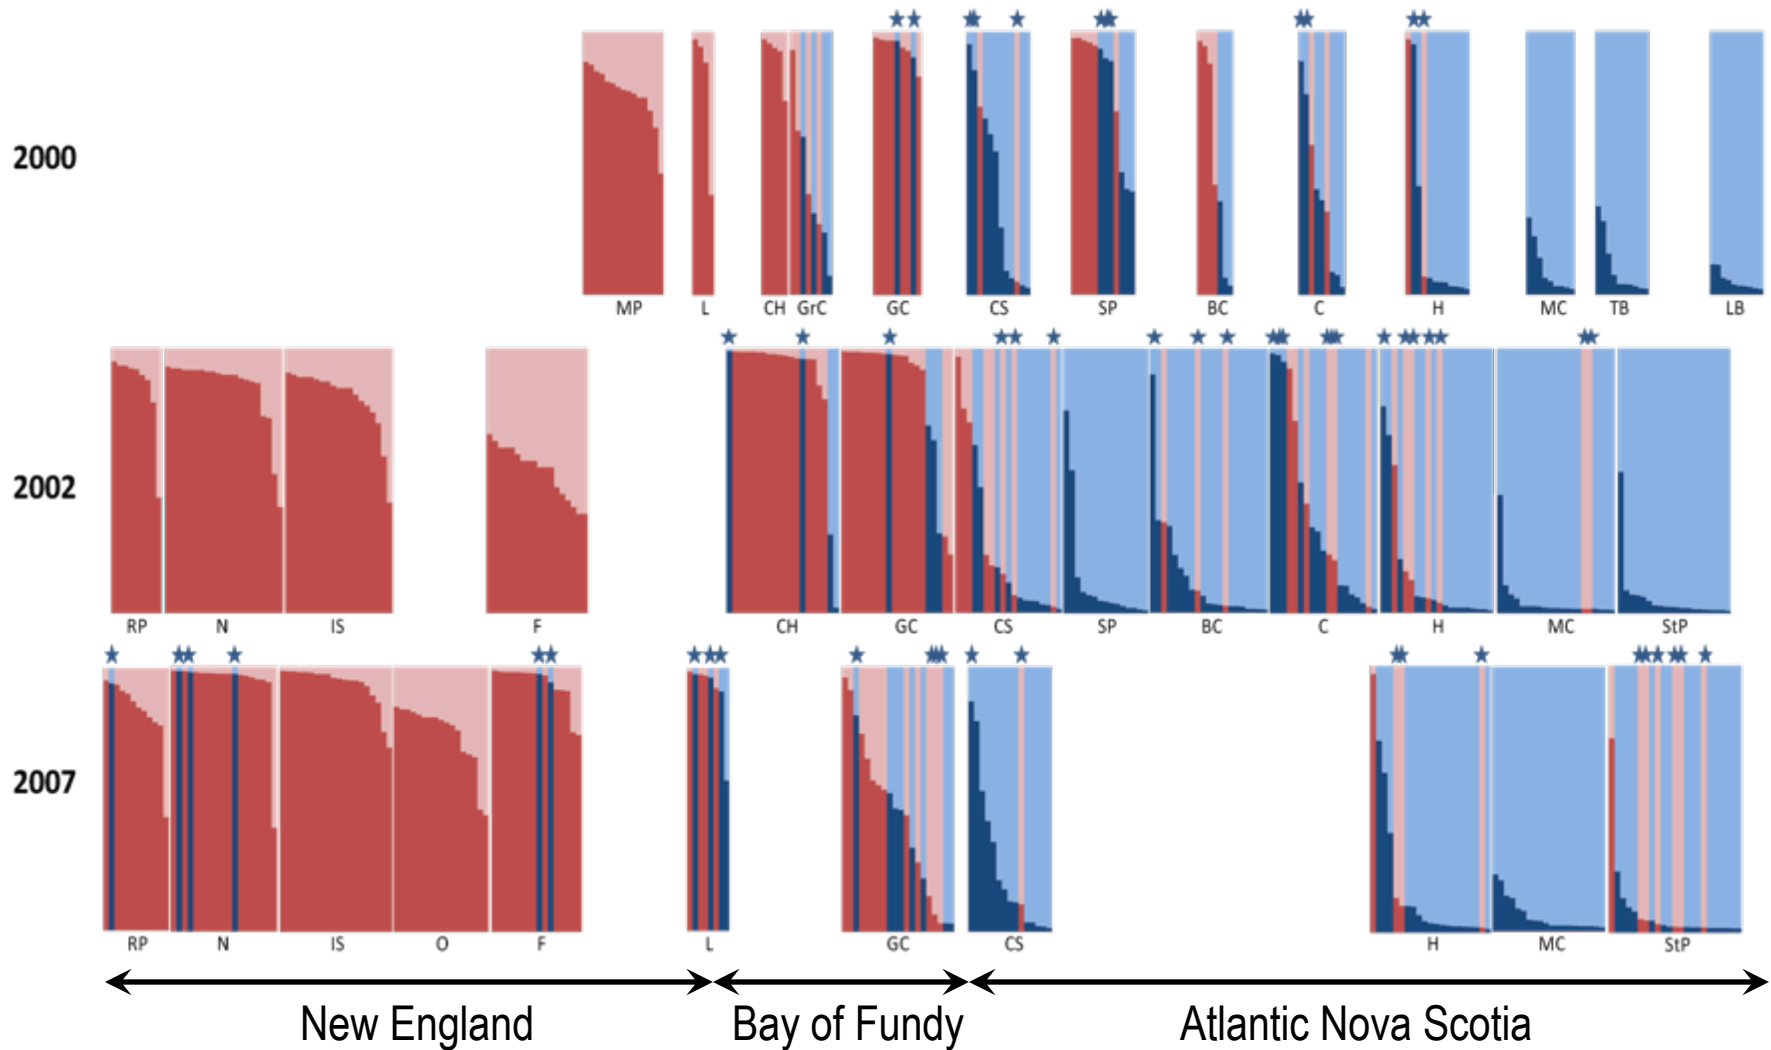 2000
MP L CH GrC GC CS SP BC C H MC TB LB
2002
RP N IS F CH GC CS SP BC C H MC StP
2007
RP N IS O F L GC CS H MC StP
New England Bay of Fundy Atlantic Nova Scotia